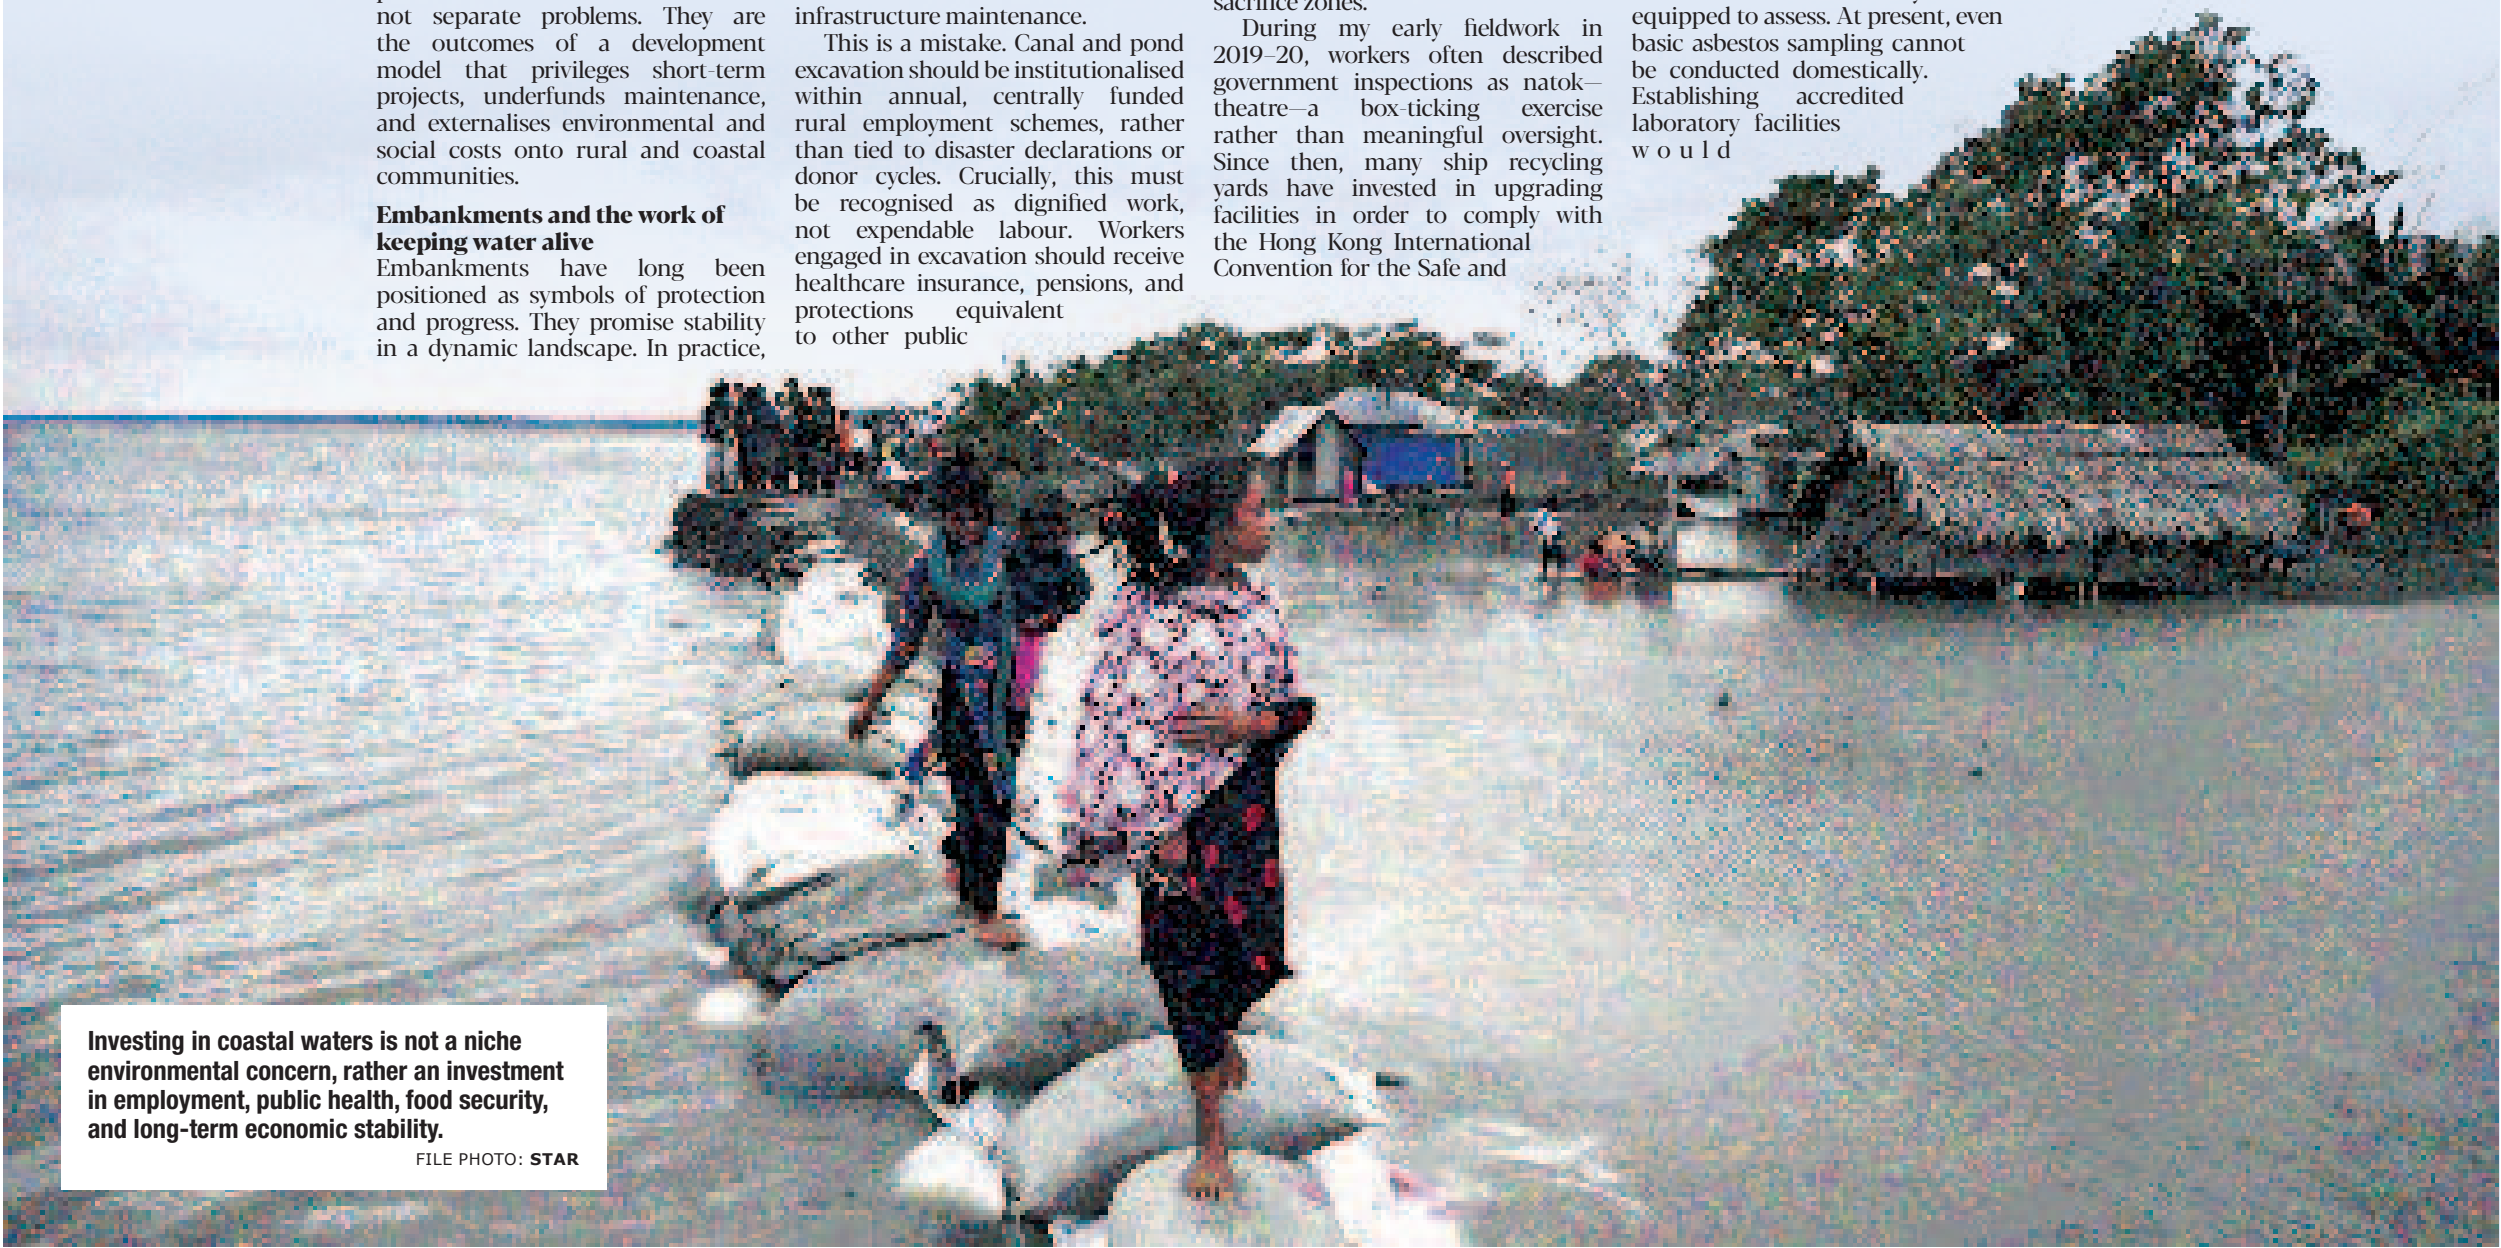 not separate problems. They are
the outcomes of a development
model that privileges short-term
projects, underfunds maintenance,
and externalises environmental and
social costs onto rural and coastal
communities.
Embankments and the work of
keeping water alive
Embankments have long been
positioned as symbols of protection
and progress. They promise stability
in a dynamic landscape. In practice,
infrastructure maintenance.
This is a mistake. Canal and pond
excavation should be institutionalised
within annual, centrally funded
rural employment schemes, rather
than tied to disaster declarations or
donor cycles. Crucially, this must
be recognised as dignified work,
not expendable labour. Workers
engaged in excavation should receive
healthcare insurance, pensions, and
protections equivalent
to other public
sacrifice zones.
During my early fieldwork in
2019–20, workers often described
government inspections as natok—
theatre—a box-ticking exercise
rather than meaningful oversight.
Since then, many ship recycling
yards have invested in upgrading
facilities in order to comply with
the Hong Kong International
Convention for the Safe and
equipped to assess. At present, even
basic asbestos sampling cannot
be conducted domestically.
Establishing accredited
laboratory facilities
would
Investing in coastal waters is not a niche
environmental concern, rather an investment
in employment, public health, food security,
and long-term economic stability.
FILE PHOTO: STAR